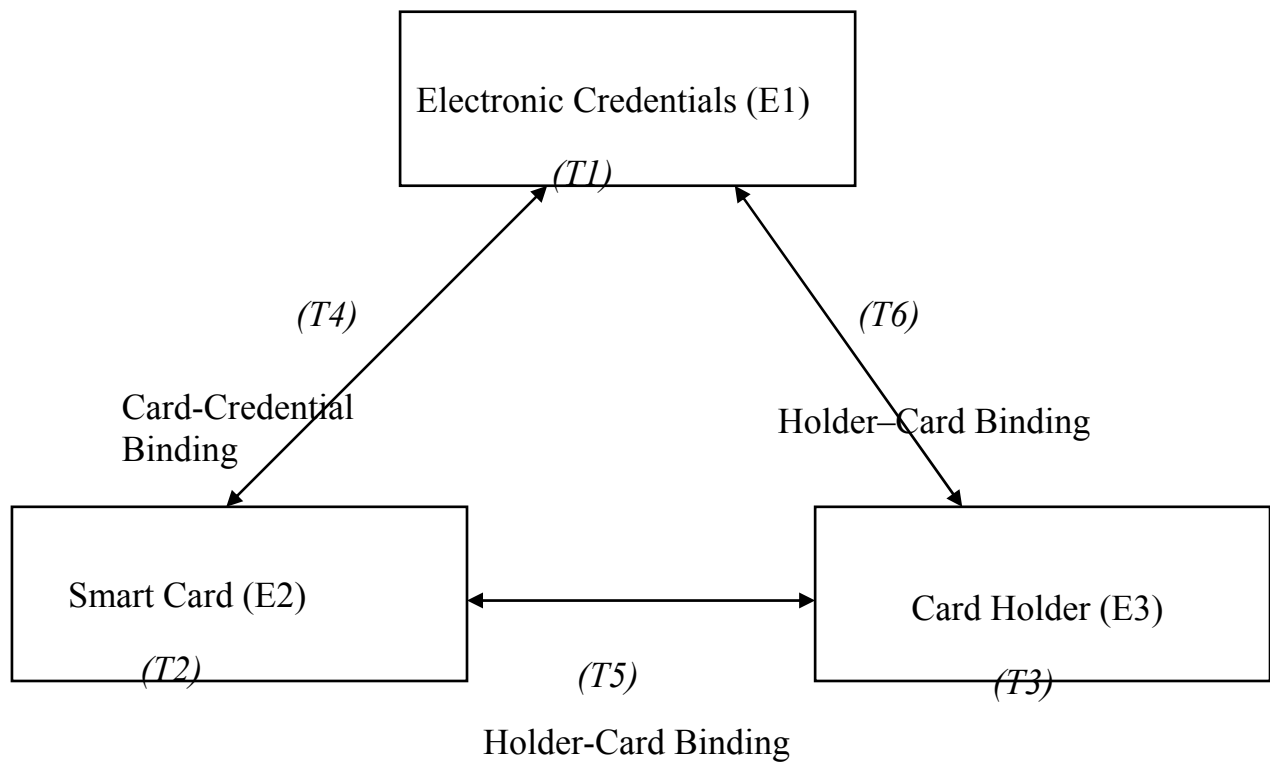 Electronic Credentials (E1)
(T1)
(T4)
(T6)
Card-Credential
Binding
Holder–Card Binding
Smart Card (E2)
(T2)
Card Holder (E3)
(T3)
(T5)
Holder-Card Binding